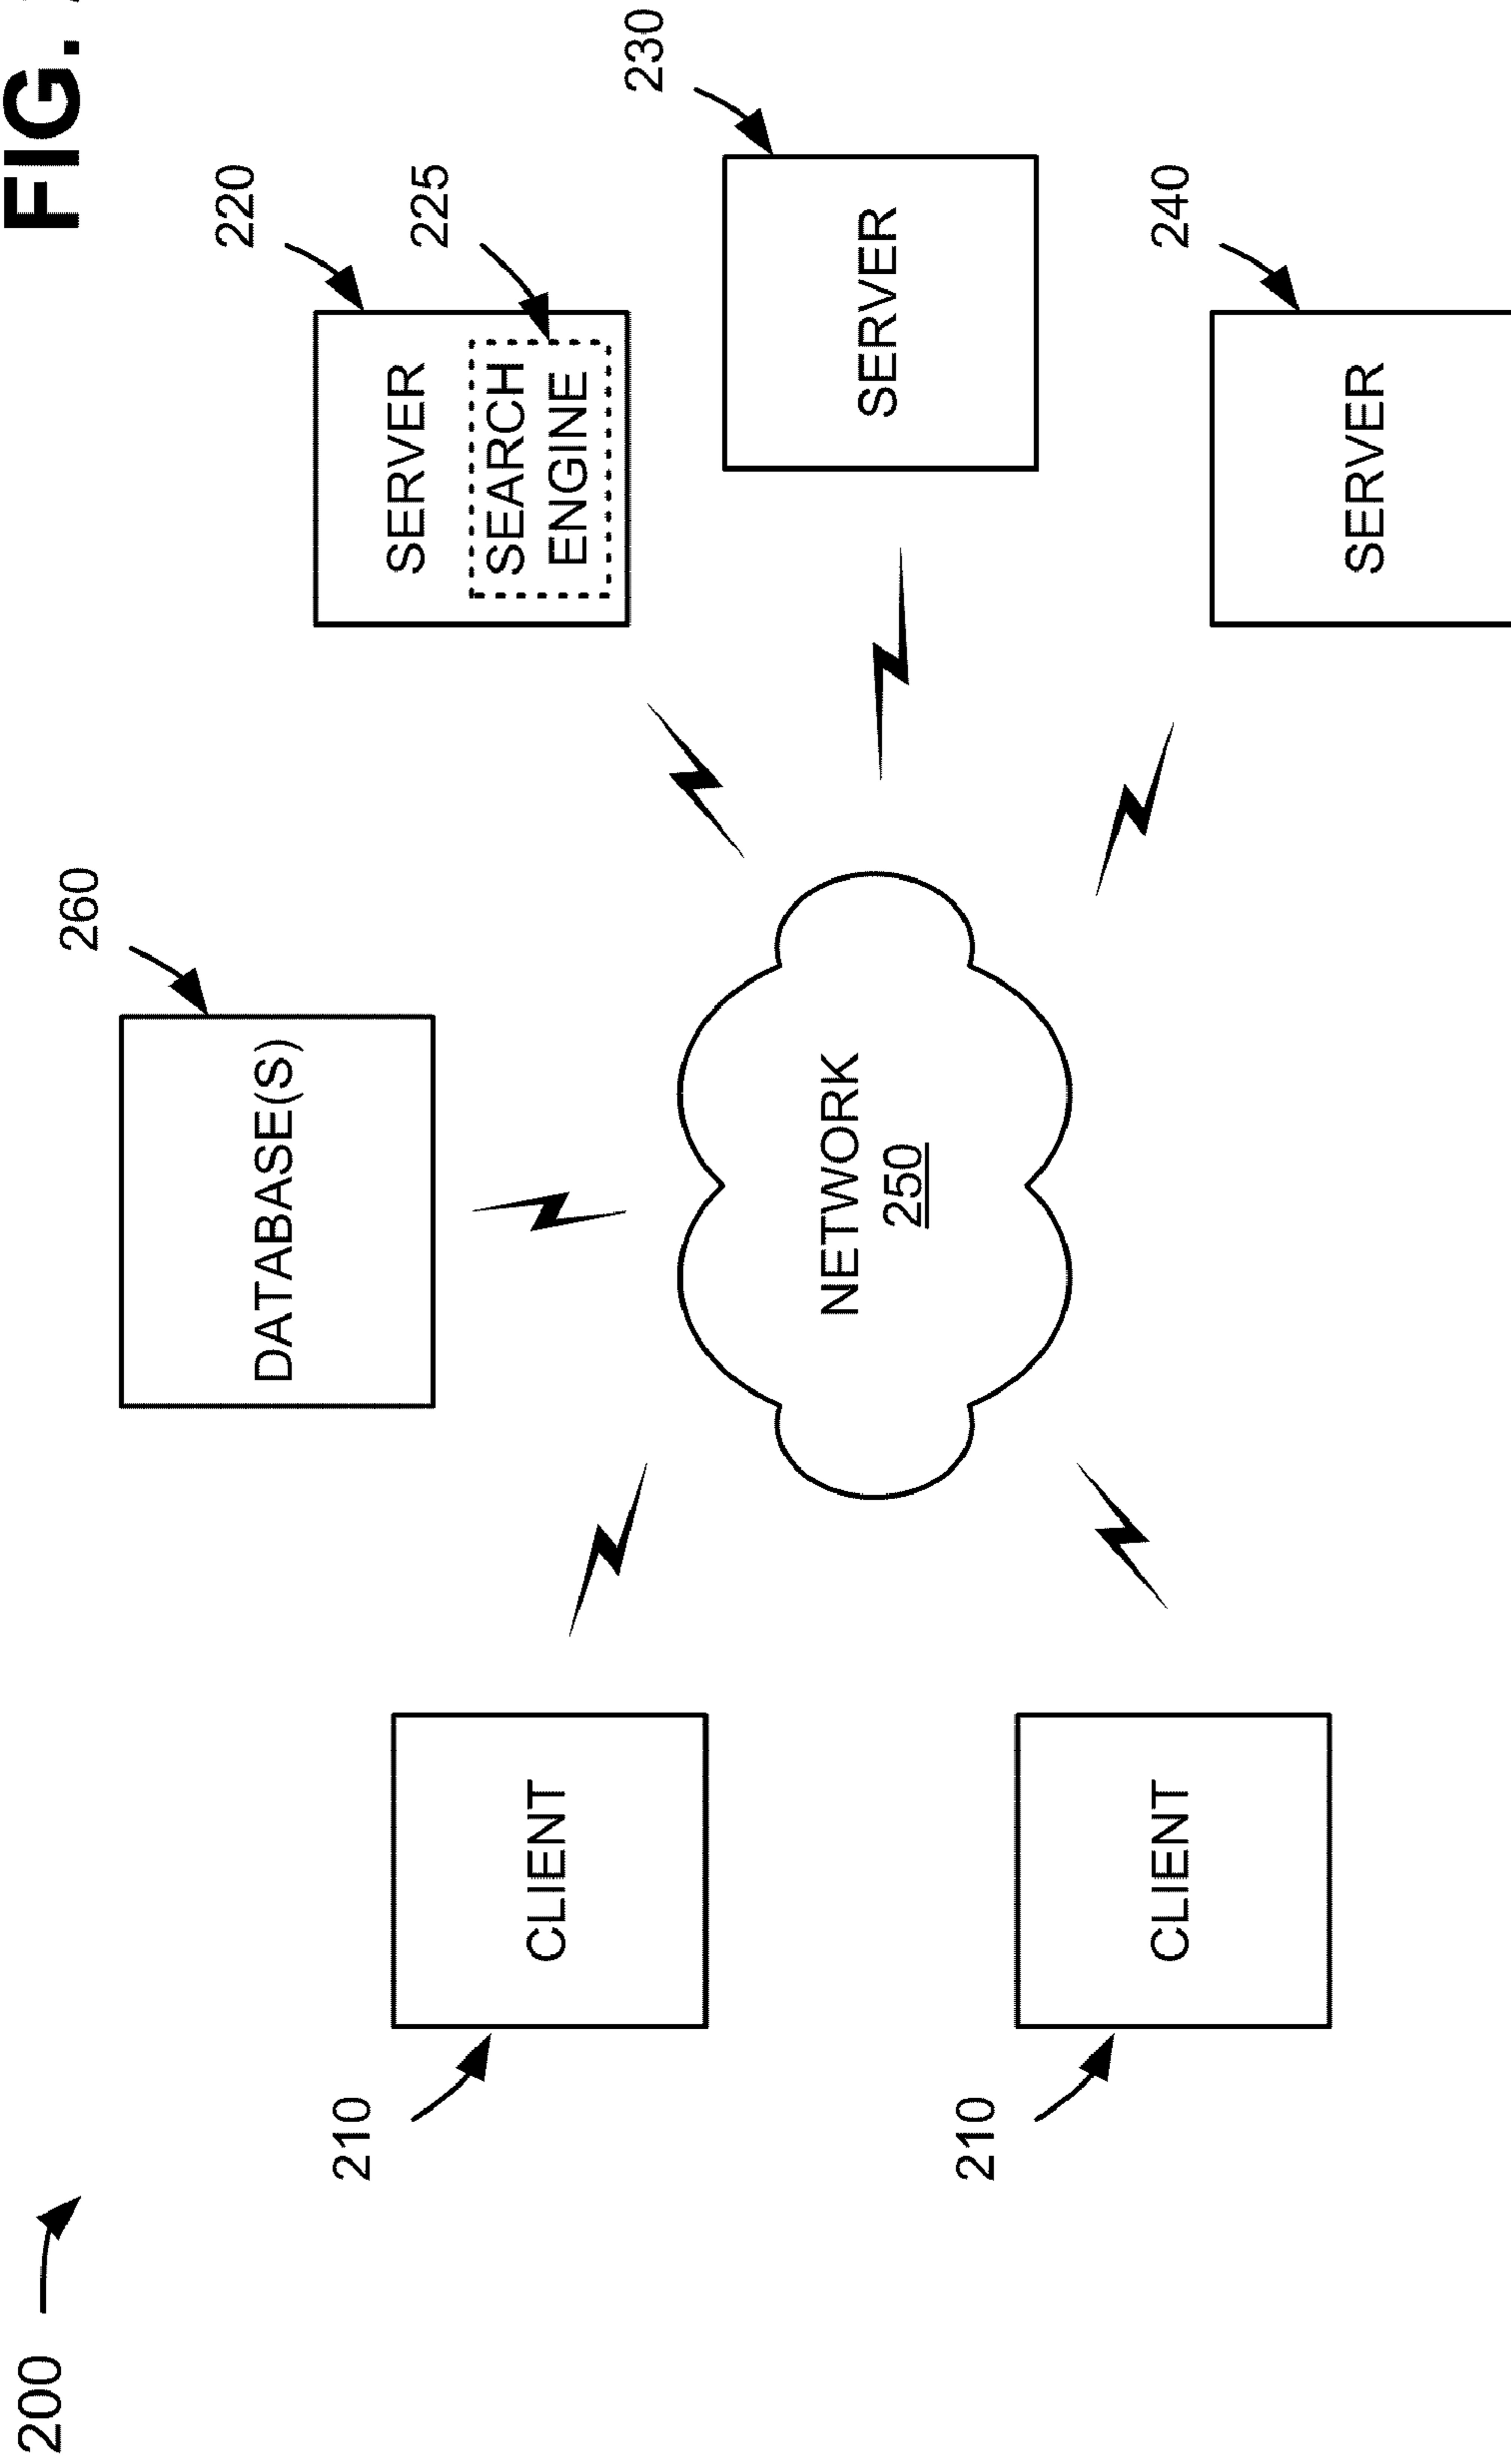 FIG.
200
260
DATABASE(S)
220
SERVER
225
SEARCH
ENGINE
210
CLIENT
NETWORK
250
230
SERVER
210
CLIENT
240
SERVER